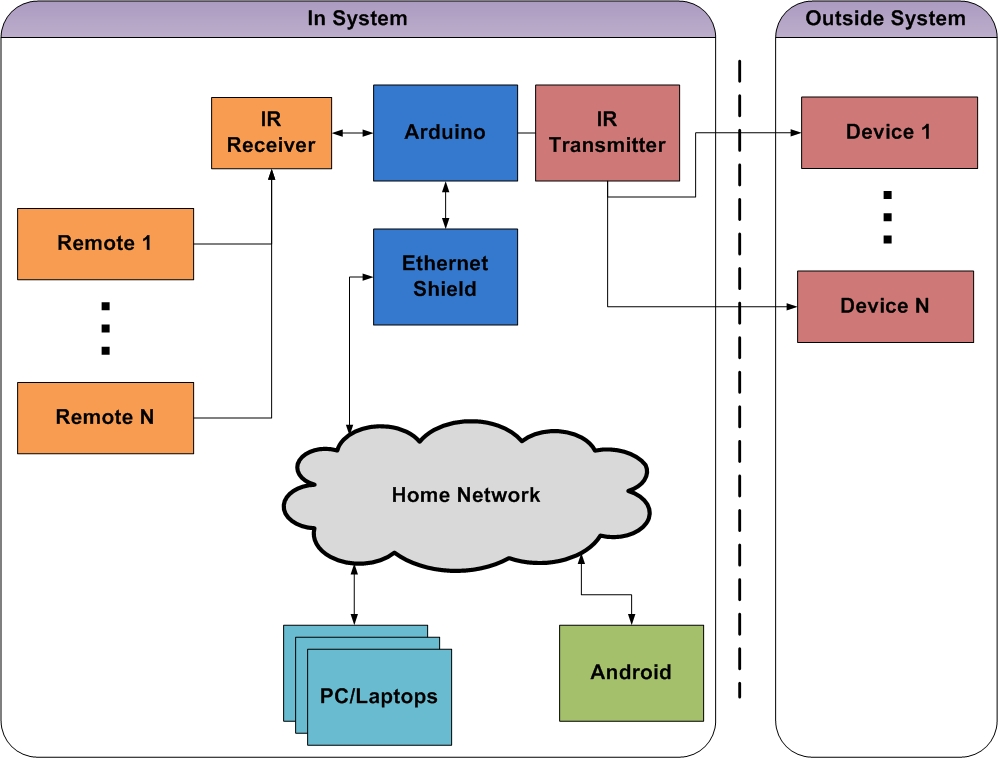 In System
Outside System
IR
Receiver
Arduino
IR
Transmitter
Device 1
Remote 1
Ethernet
Shield
Device N
Remote N
Home Network
PC/Laptops
Android